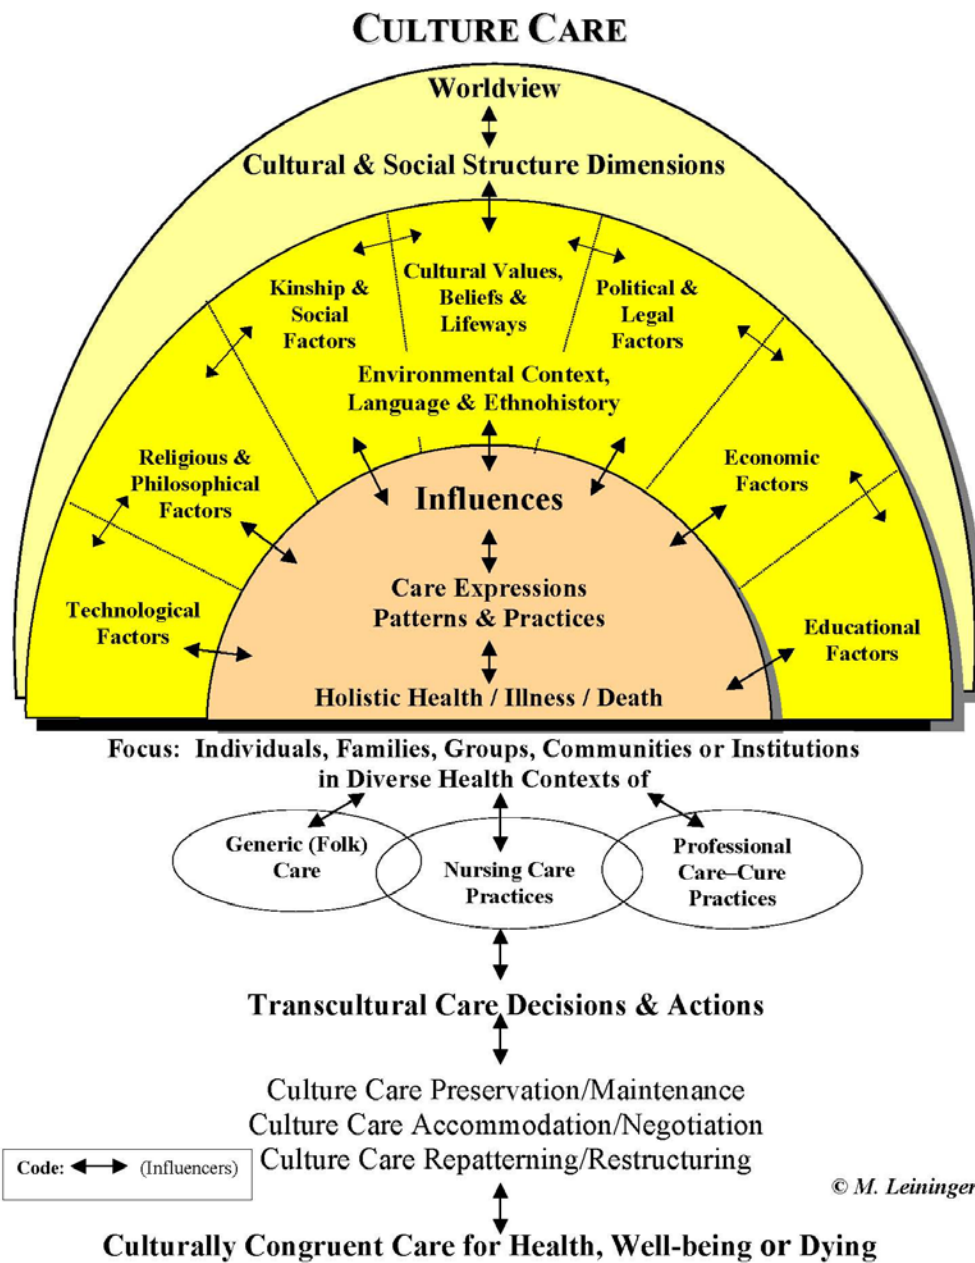 CULTURE CARE
Worldview
Cultural & Social Structure Dimensions
Kinship &
Social
Factors
Cultural Values,
Beliefs &
Lifeways
Political &
Legal
Factors
Environmental Context,
Language & Ethnohistory
Religious &
Philosophical
Factors
Economic
Factors
Technological
Factors
Educational
Factors
Influences
Care Expressions
Patterns & Practices
Holistic Health / Illness / Death
Focus: Individuals, Families, Groups, Communities or Institutions
in Diverse Health Contexts of
Generic (Folk)
Care
Nursing Care
Practices
Professional
Care–Cure
Practices
Transcultural Care Decisions & Actions
Culture Care Preservation/Maintenance
Culture Care Accommodation/Negotiation
Culture Care Repatterning/Restructuring
Code: (Influencers)
© M. Leininger
Culturally Congruent Care for Health, Well-being or Dying